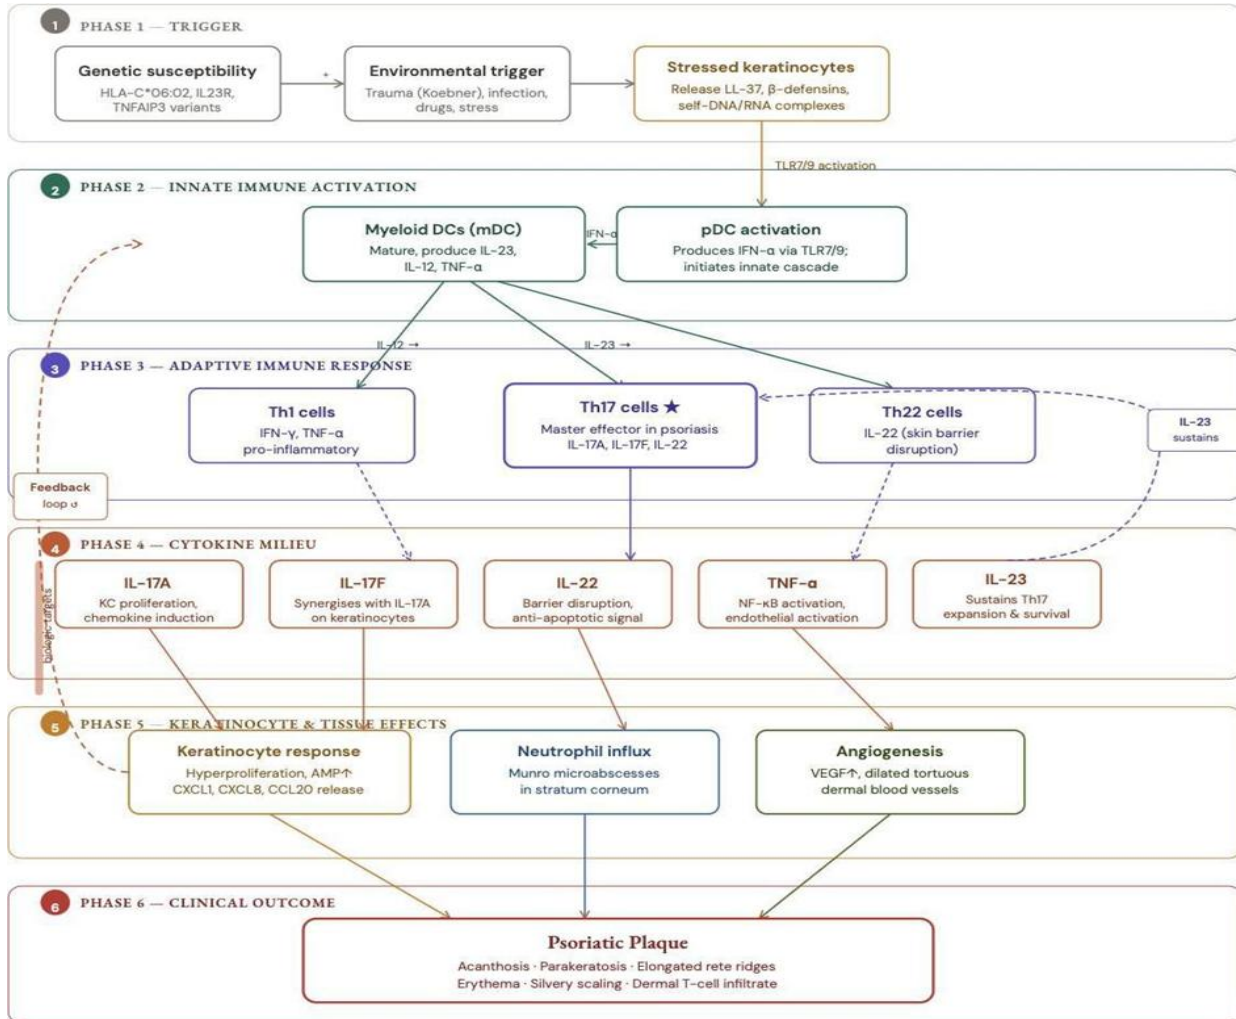 1
PHASE 1 — TRIGGER
Genetic susceptibility
HLA-C*06:02, IL23R,
TNFAIP3 variants
+
Environmental trigger
Trauma (Koebner), infection,
drugs, stress
Stressed keratinocytes
Release LL-37, β-defensins,
self-DNA/RNA complexes
TLR7/9 activation
2
PHASE 2 — INNATE IMMUNE ACTIVATION
Myeloid DCs (mDC)
Mature, produce IL-23,
IL-12, TNF-α
IFN-α
pDC activation
Produces IFN-α via TLR7/9;
initiates innate cascade
IL-12 →
IL-23 →
3
PHASE 3 — ADAPTIVE IMMUNE RESPONSE
Th1 cells
IFN-γ, TNF-α
pro-inflammatory
Th17 cells ★
Master effector in psoriasis
IL-17A, IL-17F, IL-22
Th22 cells
IL-22 (skin barrier
disruption)
IL-23
sustains
Feedback
loop ↺
4
PHASE 4 — CYTOKINE MILIEU
IL-17A
KC proliferation,
chemokine induction
IL-17F
Synergises with IL-17A
on keratinocytes
IL-22
Barrier disruption,
anti-apoptotic signal
TNF-α
NF-κB activation,
endothelial activation
IL-23
Sustains Th17
expansion & survival
biologic targets
5
PHASE 5 — KERATINOCYTE & TISSUE EFFECTS
Keratinocyte response
Hyperproliferation, AMP↑
CXCL1, CXCL8, CCL20 release
Neutrophil influx
Munro microabscesses
in stratum corneum
Angiogenesis
VEGF↑, dilated tortuous
dermal blood vessels
6
PHASE 6 — CLINICAL OUTCOME
Psoriatic Plaque
Acanthosis · Parakeratosis · Elongated rete ridges
Erythema · Silvery scaling · Dermal T-cell infiltrate